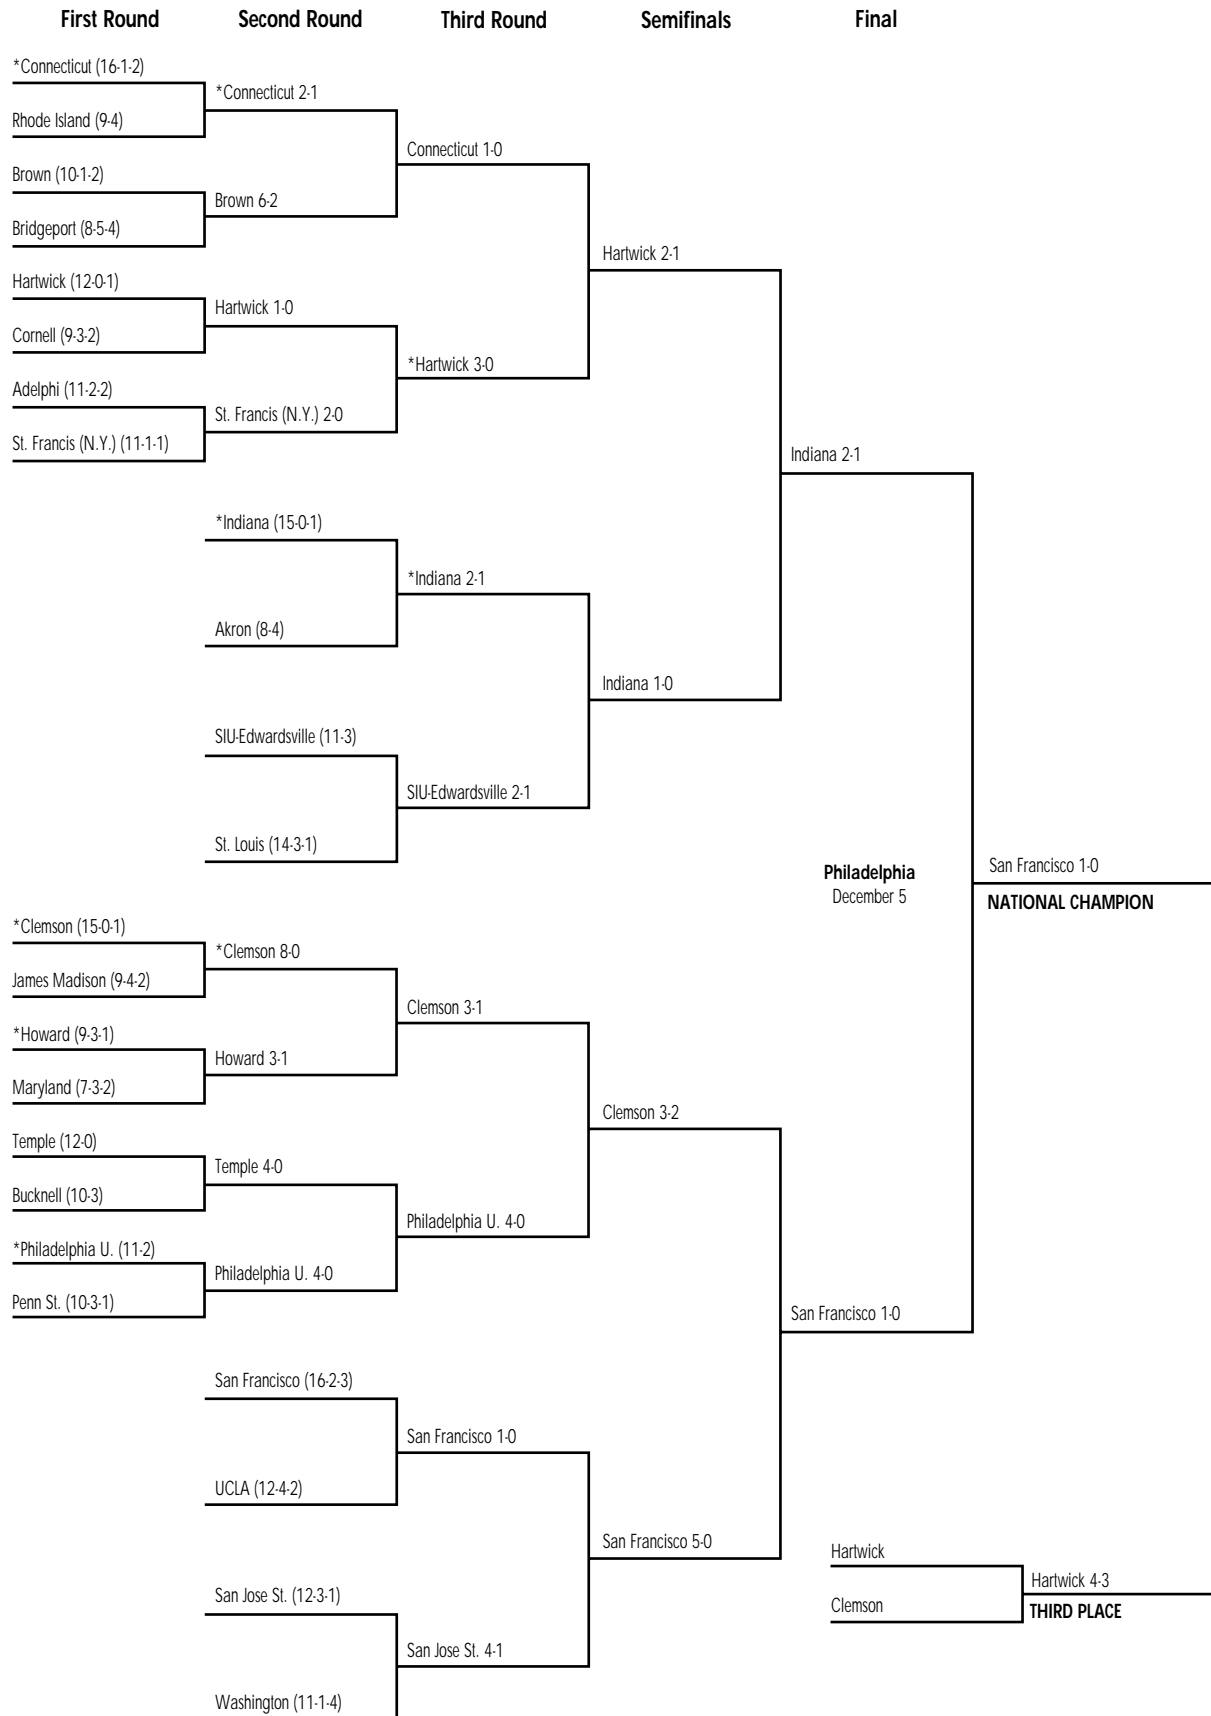 First Round
Second Round
Third Round
Semifinals
Final
*Connecticut (16-1-2)
Rhode Island (9-4)
Brown (10-1-2)
Bridgeport (8-5-4)
Hartwick (12-0-1)
Cornell (9-3-2)
Adelphi (11-2-2)
St. Francis (N.Y.) (11-1-1)
*Connecticut 2-1
Brown 6-2
Hartwick 1-0
St. Francis (N.Y.) 2-0
*Indiana (15-0-1)
Akron (8-4)
SIU-Edwardsville (11-3)
St. Louis (14-3-1)
Connecticut 1-0
*Hartwick 3-0
*Indiana 2-1
SIU-Edwardsville 2-1
Hartwick 2-1
Indiana 1-0
Indiana 2-1
Philadelphia
December 5
San Francisco 1-0
NATIONAL CHAMPION
*Clemson (15-0-1)
James Madison (9-4-2)
*Howard (9-3-1)
Maryland (7-3-2)
Temple (12-0)
Bucknell (10-3)
*Philadelphia U. (11-2)
Penn St. (10-3-1)
*Clemson 8-0
Howard 3-1
Temple 4-0
Philadelphia U. 4-0
San Francisco (16-2-3)
UCLA (12-4-2)
San Jose St. (12-3-1)
Washington (11-1-4)
Clemson 3-1
Philadelphia U. 4-0
San Francisco 1-0
San Jose St. 4-1
Clemson 3-2
San Francisco 5-0
San Francisco 1-0
Hartwick
Clemson
Hartwick 4-3
THIRD PLACE